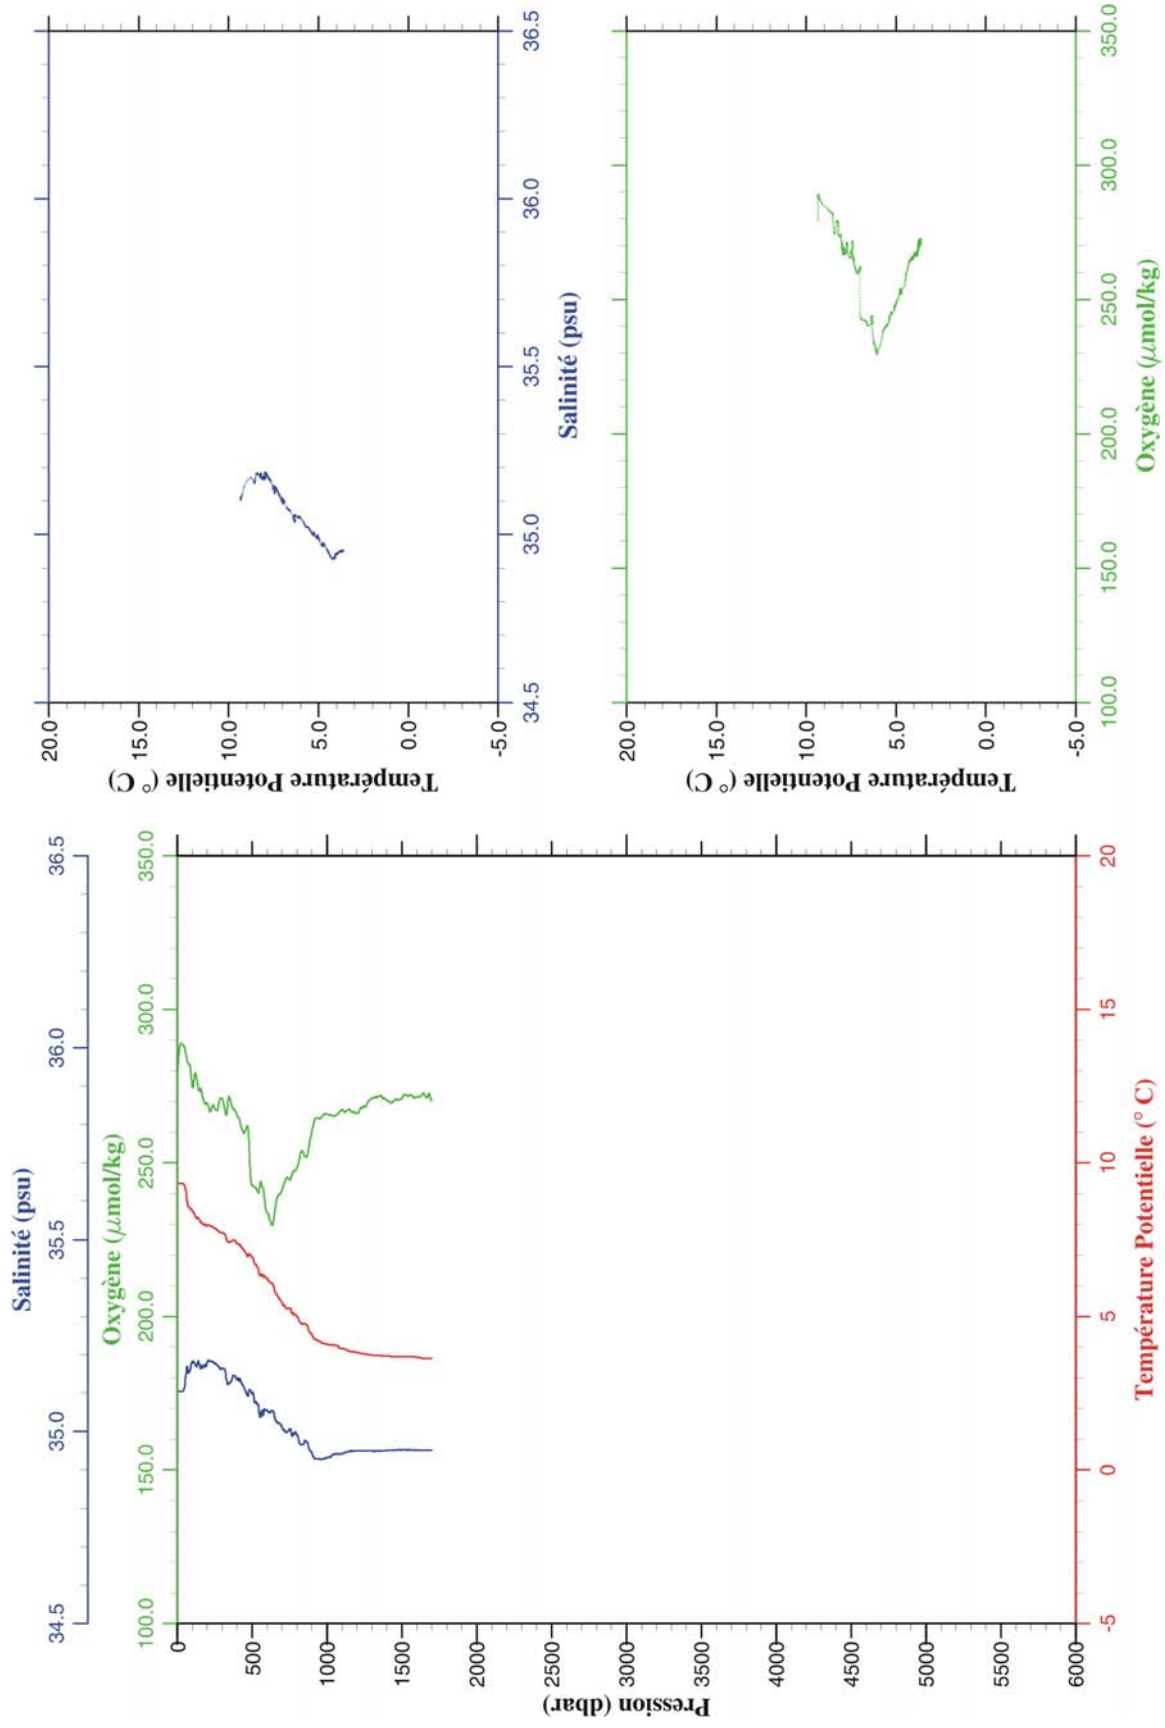 Salinité (psu)
34.5 35.0 35.5 36.0 36.5
Oxygène (μmol/kg)
100.0 150.0 200.0 250.0 300.0 350.0
Pression (dbar)
0
500
1000
1500
2000
2500
3000
3500
4000
4500
5000
5500
6000
-5 0 5 10 15 20
Température Potentielle (° C)
Température Potentielle (° C)
20.0
15.0
10.0
5.0
0.0
-5.0
34.5 35.0 35.5 36.0 36.5
Salinité (psu)
Température Potentielle (° C)
20.0
15.0
10.0
5.0
0.0
-5.0
100.0 150.0 200.0 250.0 300.0 350.0
Oxygène (μmol/kg)